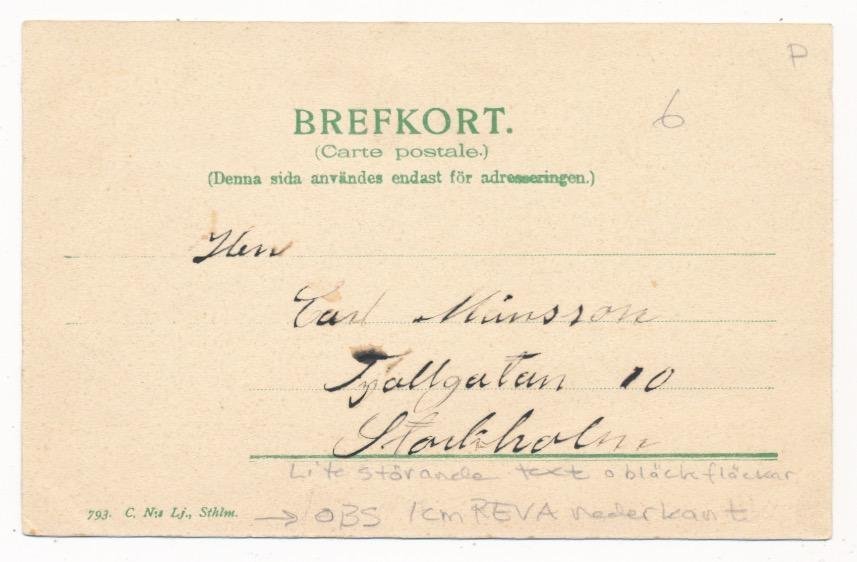 P
6
BREFKORT.
(Carte postale.)
(Denna sida användes endast för adresseringen.)
Herr
Carl Månsson
Fjällgatan 10
Stockholm
Lite störande text o bläckfläckar
793. C. N:s Lj., Sthlm.
→ OBS 1cm REVA nederkant